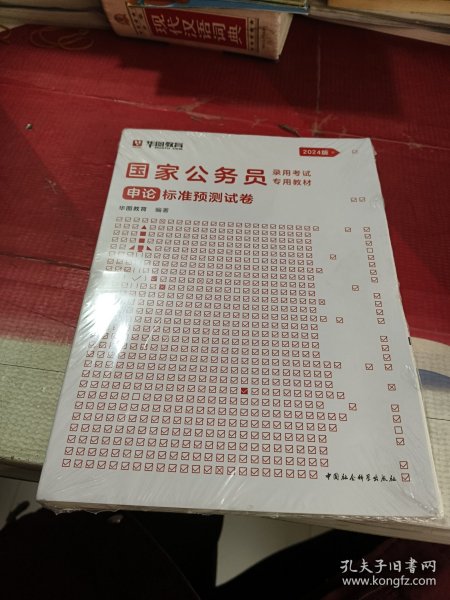 现代汉语词典
华图教育
2024版
国家公务员
录用考试
专用教材
申论 标准预测试卷
华图教育 编著
中国社会科学出版社
孔夫子旧书网
www.kongfz.com